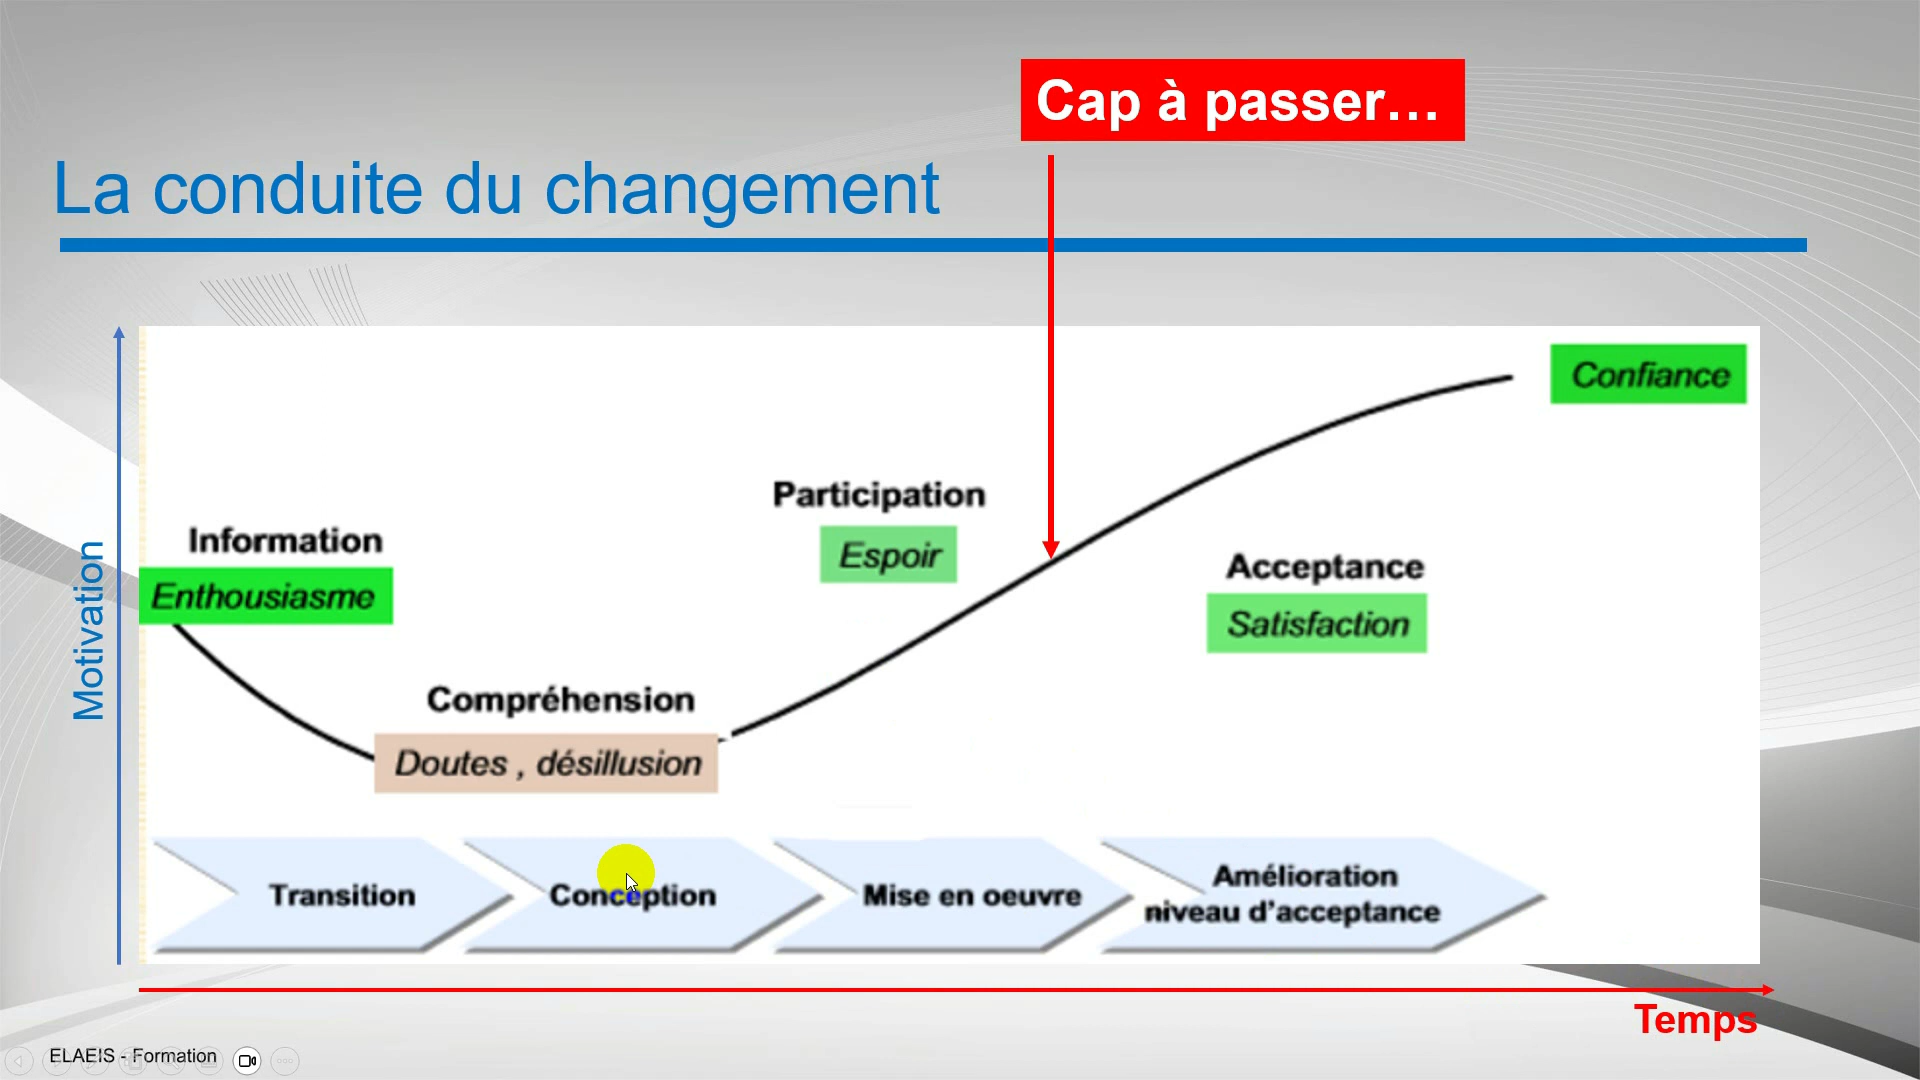 Cap à passer...
La conduite du changement
Motivation
Confiance
Participation
Espoir
Information
Enthousiasme
Acceptance
Satisfaction
Compréhension
Doutes , désillusion
Transition
Conception
Mise en oeuvre
Amélioration
niveau d'acceptance
Temps
ELAEIS - Formation